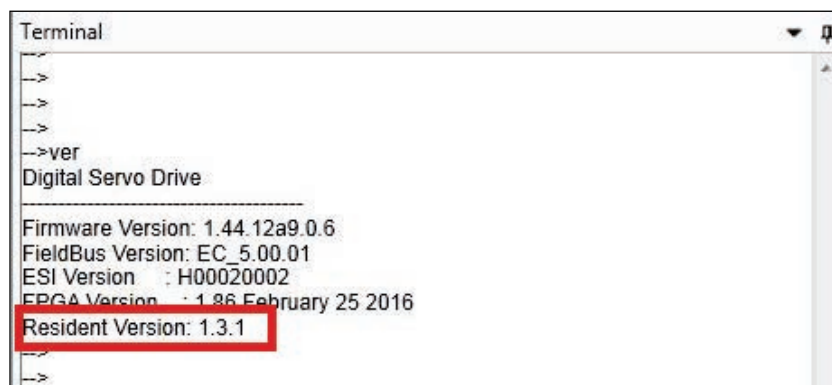 Terminal
-->
-->
-->
-->
-->ver
Digital Servo Drive
-----------------------------------
Firmware Version: 1.44.12a9.0.6
FieldBus Version: EC_5.00.01
ESI Version : H00020002
FPGA Version : 1.86 February 25 2016
Resident Version: 1.3.1
-->
-->